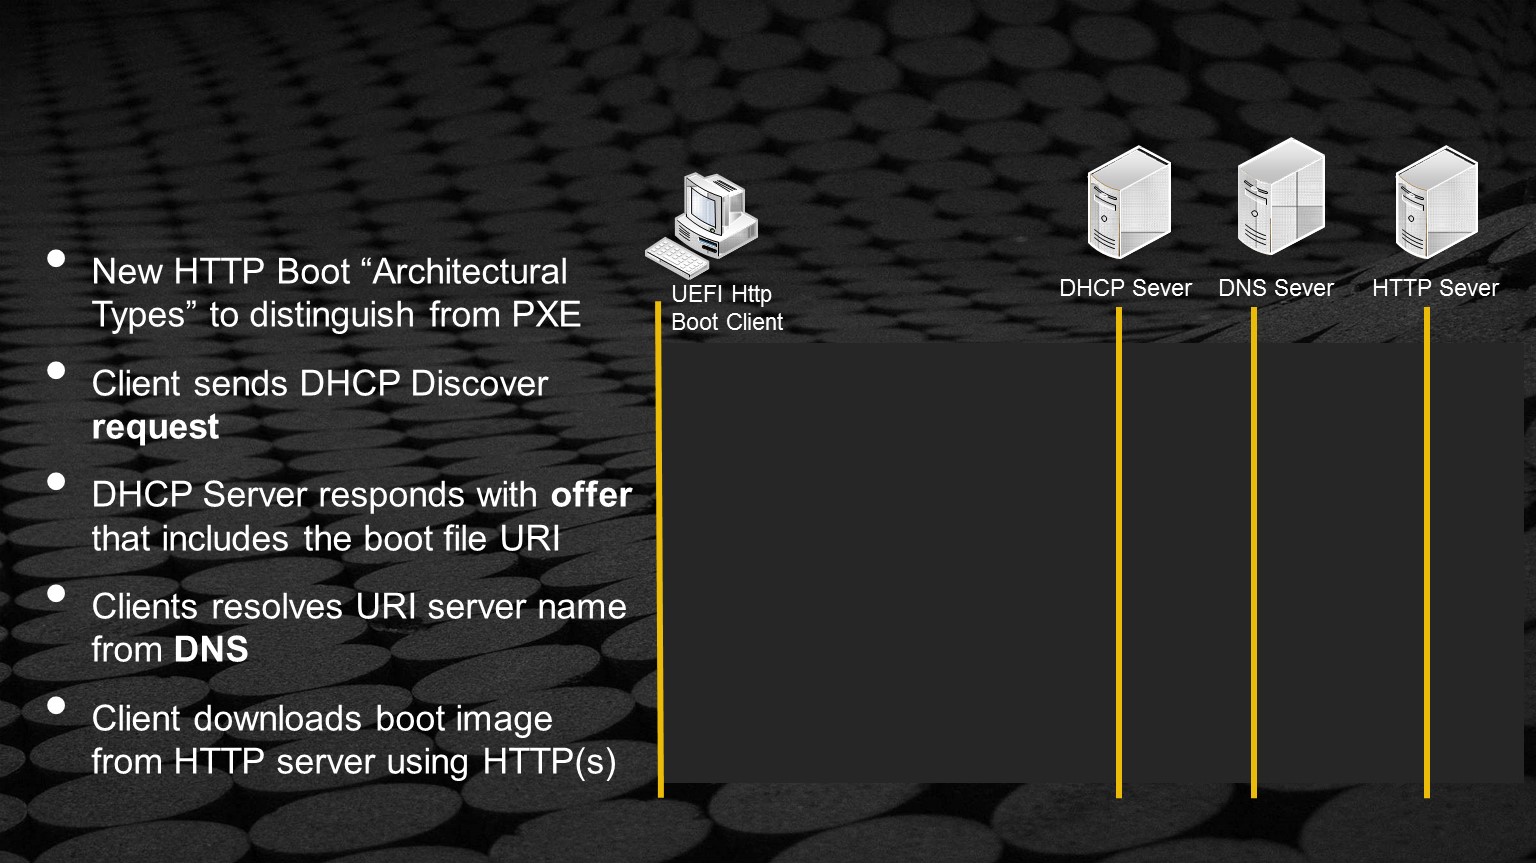 New HTTP Boot “Architectural
Types” to distinguish from PXE
Client sends DHCP Discover
request
DHCP Server responds with offer
that includes the boot file URI
Clients resolves URI server name
from DNS
Client downloads boot image
from HTTP server using HTTP(s)
UEFI Http
Boot Client
DHCP Sever
DNS Sever
HTTP Sever